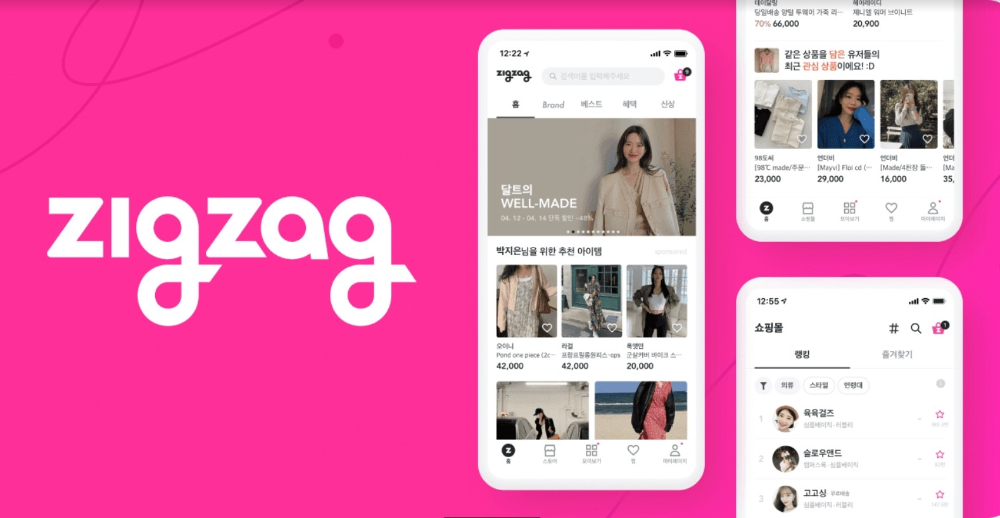 zigzag
12:22
zigzag
검색어를 입력해주세요
9
홈
Brand
베스트
혜택
신상
달트의
WELL-MADE
04. 12 - 04. 14 단독 할인 ~48%
박지은님을 위한 추천 아이템
sponsored
오이니
Pond one piece (2c…
42,000
라걸
프랑프릴롱원피스-ops
42,000
룩앳민
군살커버 바이크 스…
20,000
홈
스토어
모아보기
찜
마이페이지
데이달링
당일배송 양털 투웨이 가죽 리…
70% 66,000
헤이레이디
제니엘 워머 브이니트
20,900
같은 상품을 담은 유저들의
최근 관심 상품이에요! :D
98도씨
[98℃ made/주문…
23,000
언더비
[Mayvi] Floi cd (…
29,000
언더비
[Made/4천장 돌…
16,000
언더
[Ma
35,
홈
쇼핑몰
모아보기
찜
마이페이지
12:55
쇼핑몰
1
랭킹
즐겨찾기
의류
스타일
연령대
1
육육걸즈
심플베이직 · 러블리
2
슬로우앤드
캠퍼스룩 · 심플베이직
82만
3
고고싱 · 무료배송
심플베이직 · 러블리
147.5만